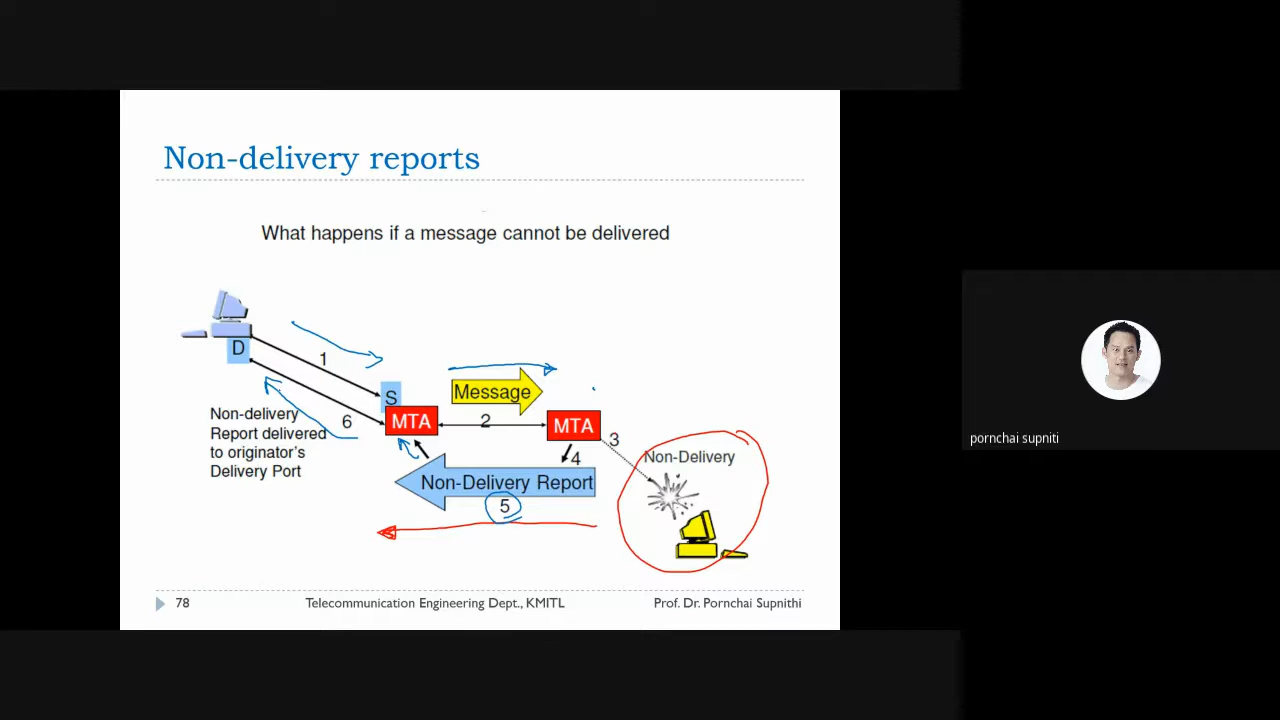 Non-delivery reports
What happens if a message cannot be delivered
D
1
S
Message
MTA
2
MTA
3
6
Non-delivery
Report delivered
to originator's
Delivery Port
4
Non-Delivery
Non-Delivery Report
5
pornchai supniti
78
Telecommunication Engineering Dept., KMITL
Prof. Dr. Pornchai Supnithi